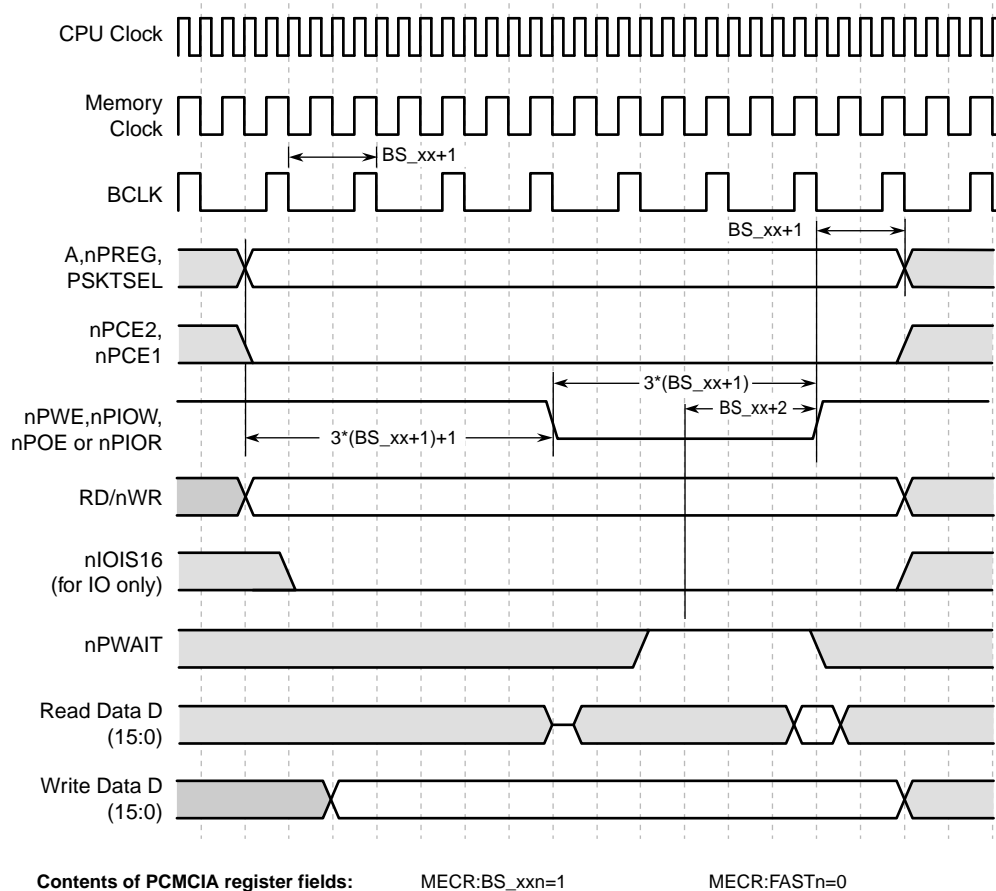 CPU Clock
Memory
Clock
BS_xx+1
BCLK
BS_xx+1
A,nPREG,
PSKTSEL
nPCE2,
nPCE1
3*(BS_xx+1)
BS_xx+2
nPWE,nPIOW,
nPOE or nPIOR
3*(BS_xx+1)+1
RD/nWR
nIOIS16
(for IO only)
nPWAIT
Read Data D
(15:0)
Write Data D
(15:0)
Contents of PCMCIA register fields: MECR:BS_xxn=1 MECR:FASTn=0